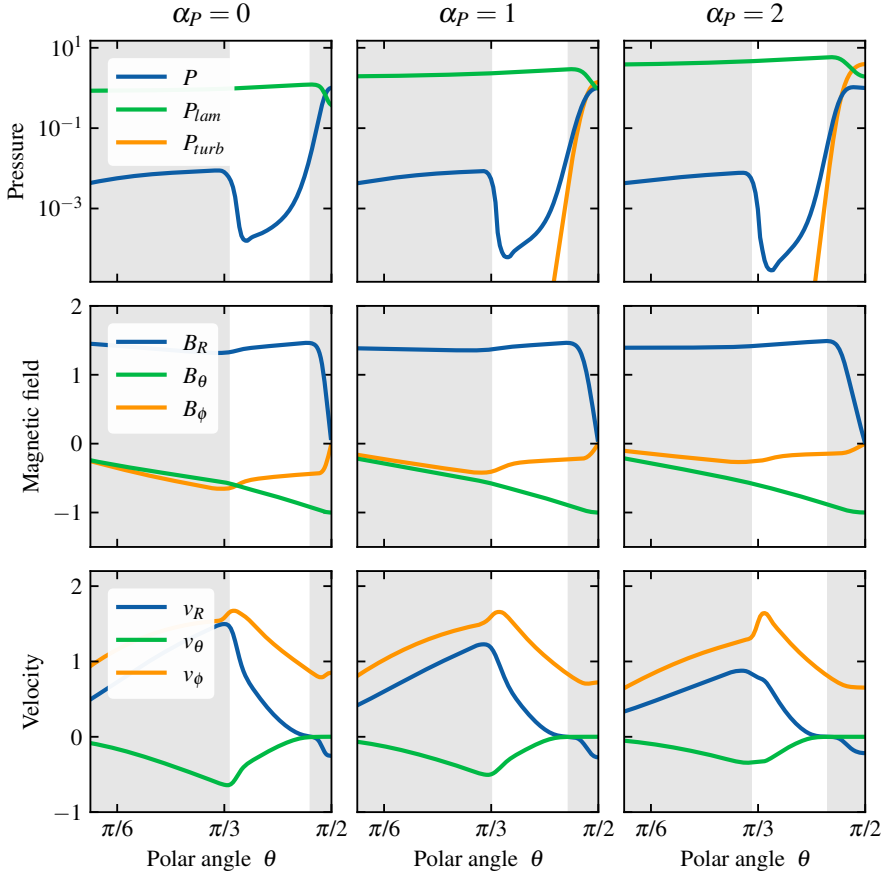 α_P = 0 α_P = 1 α_P = 2
Pressure
10^1
10^−1
10^−3
P
P_lam
P_turb
Magnetic field
2
1
0
−1
B_R
B_θ
B_ϕ
Velocity
2
1
0
−1
v_R
v_θ
v_ϕ
π/6 π/3 π/2 π/6 π/3 π/2 π/6 π/3 π/2
Polar angle θ Polar angle θ Polar angle θ